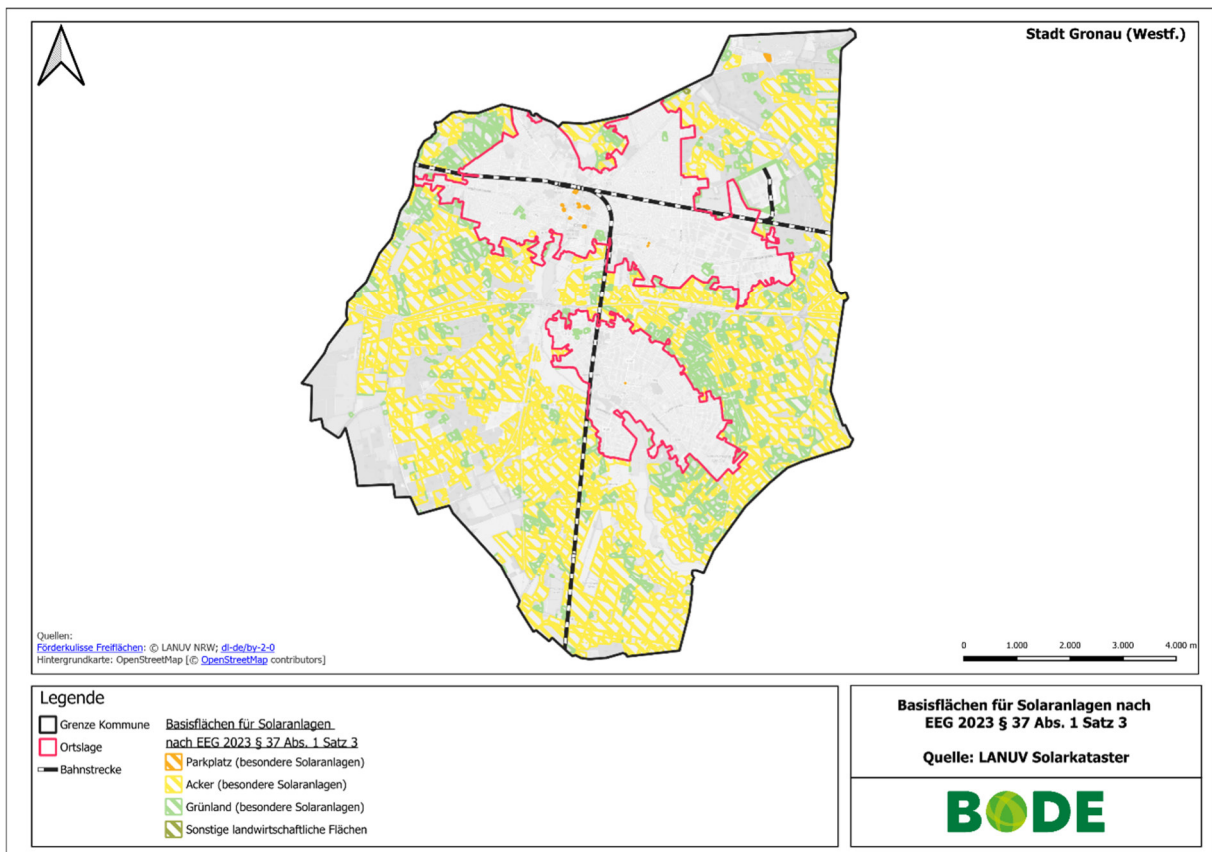 Stadt Gronau (Westf.)
Quellen:
Förderkulisse Freiflächen: © LANUV NRW; dl-de/by-2-0
Hintergrundkarte: OpenStreetMap [© OpenStreetMap contributors]
0 1.000 2.000 3.000 4.000 m
Legende
Grenze Kommune
Ortslage
Bahnstrecke
Basisflächen für Solaranlagen
nach EEG 2023 § 37 Abs. 1 Satz 3
Parkplatz (besondere Solaranlagen)
Acker (besondere Solaranlagen)
Grünland (besondere Solaranlagen)
Sonstige landwirtschaftliche Flächen
Basisflächen für Solaranlagen nach
EEG 2023 § 37 Abs. 1 Satz 3
Quelle: LANUV Solarkataster
BODE